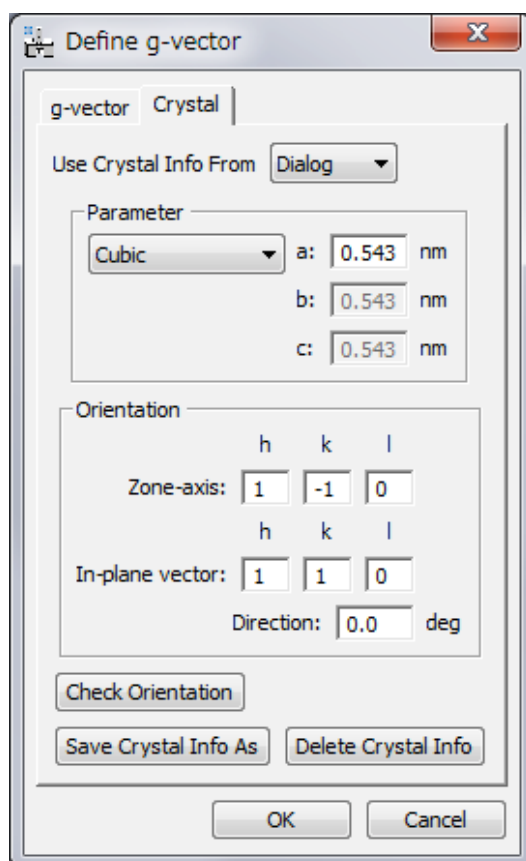 Define g-vector
x
g-vector Crystal
Use Crystal Info From Dialog
Parameter
Cubic a: 0.543 nm
b: 0.543 nm
c: 0.543 nm
Orientation
h k l
Zone-axis: 1 -1 0
h k l
In-plane vector: 1 1 0
Direction: 0.0 deg
Check Orientation
Save Crystal Info As Delete Crystal Info
OK Cancel